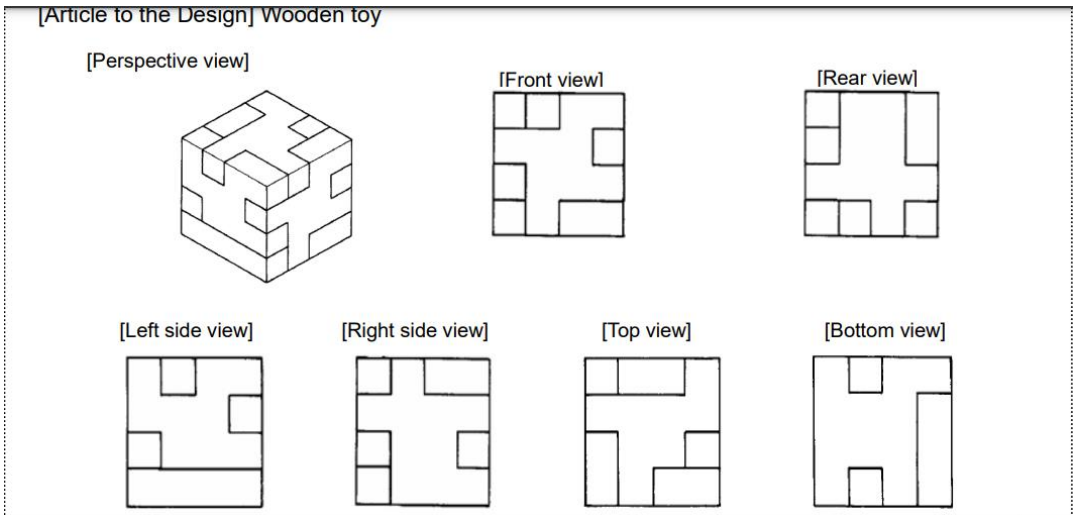 [Article to the Design] Wooden toy
[Perspective view]
[Front view]
[Rear view]
[Left side view]
[Right side view]
[Top view]
[Bottom view]